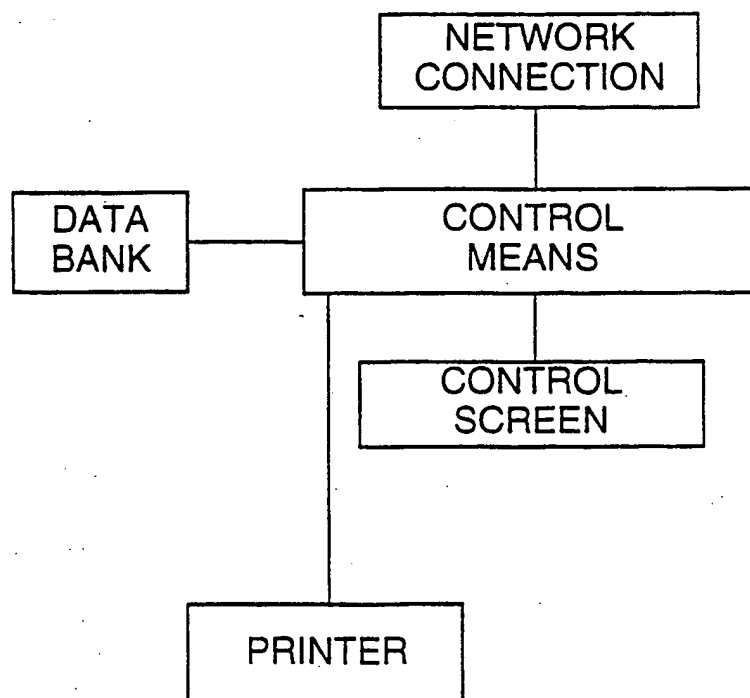 NETWORK
CONNECTION
DATA
BANK
CONTROL
MEANS
CONTROL
SCREEN
PRINTER